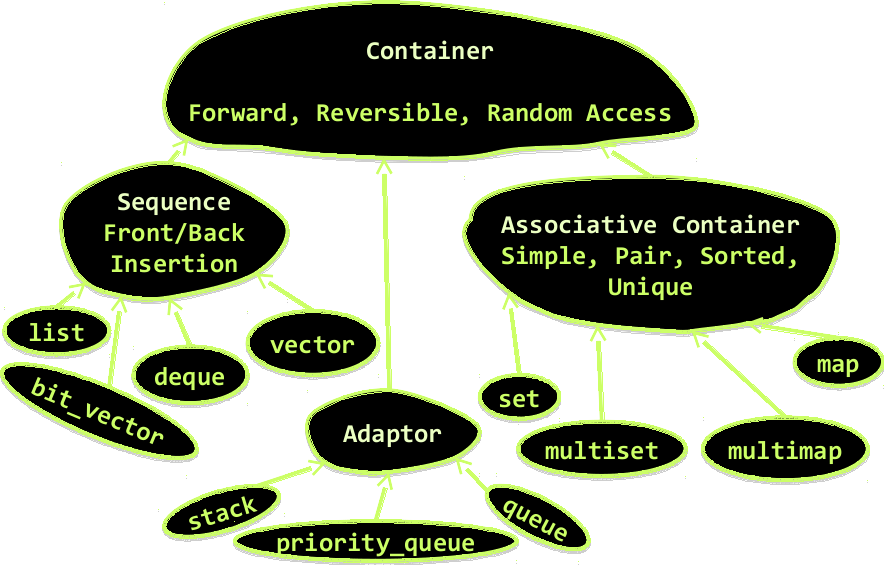 Container
Forward, Reversible, Random Access
Sequence
Front/Back
Insertion
Associative Container
Simple, Pair, Sorted,
Unique
list
bit_vector
deque
vector
set
multiset
multimap
map
Adaptor
stack
priority_queue
queue